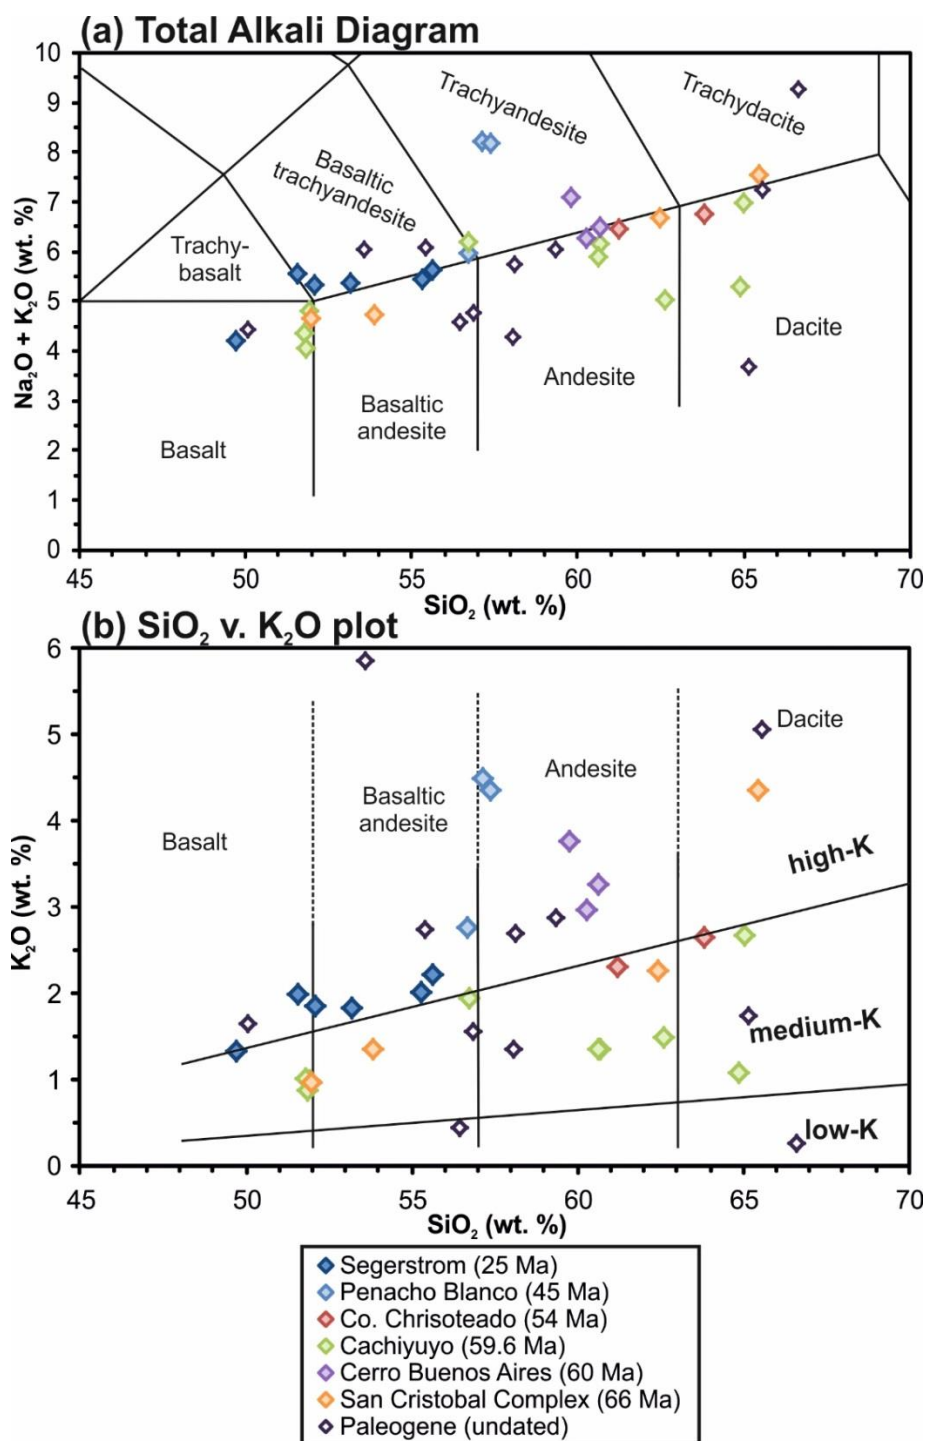 (a) Total Alkali Diagram
10
9
8
7
6
5
4
3
2
1
0
Na₂O + K₂O (wt. %)
Trachyandesite
Trachydacite
Basaltic
trachyandesite
Trachy-
basalt
Basalt
Basaltic
andesite
Andesite
Dacite
45 50 55 60 65 70
SiO₂ (wt. %)
(b) SiO₂ v. K₂O plot
6
5
4
3
2
1
0
K₂O (wt. %)
Basalt
Basaltic
andesite
Andesite
Dacite
high-K
medium-K
low-K
45 50 55 60 65 70
SiO₂ (wt. %)
Segerstrom (25 Ma)
Penacho Blanco (45 Ma)
Co. Chrisoteado (54 Ma)
Cachiyuyo (59.6 Ma)
Cerro Buenos Aires (60 Ma)
San Cristobal Complex (66 Ma)
Paleogene (undated)